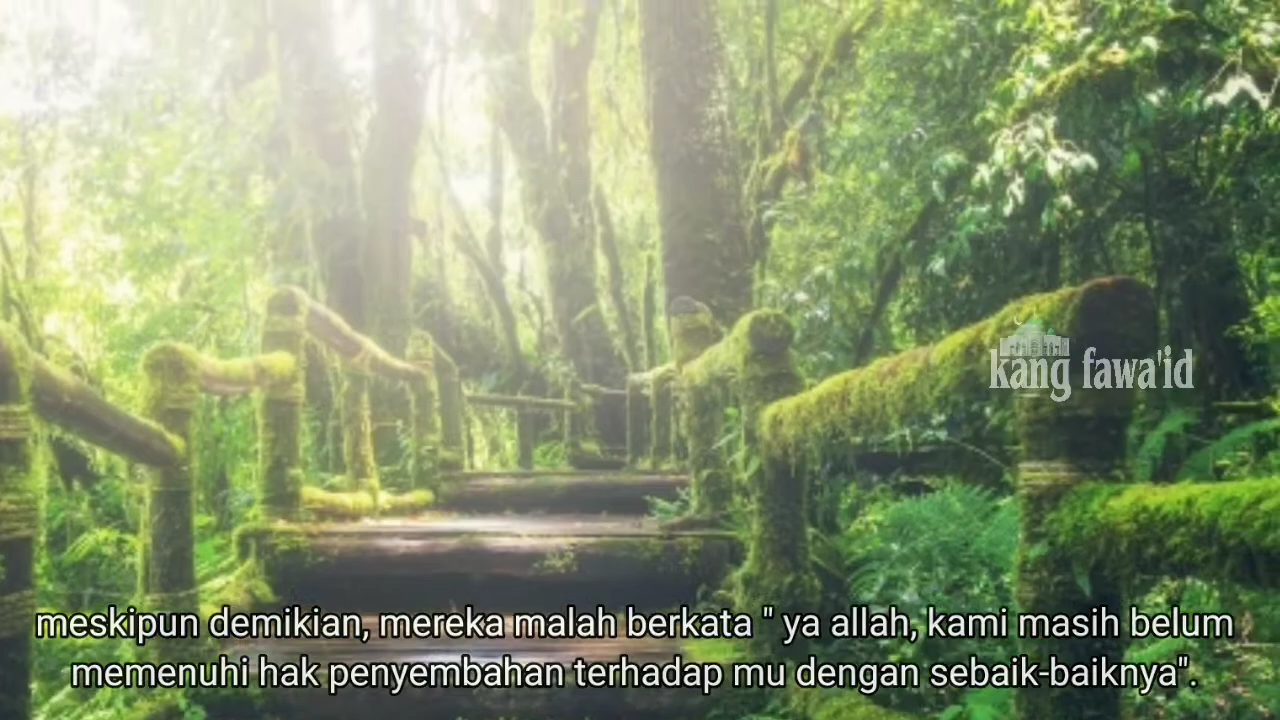 kang fawa'id
meskipun demikian, mereka malah berkata " ya allah, kami masih belum
memenuhi hak penyembahan terhadap mu dengan sebaik-baiknya".